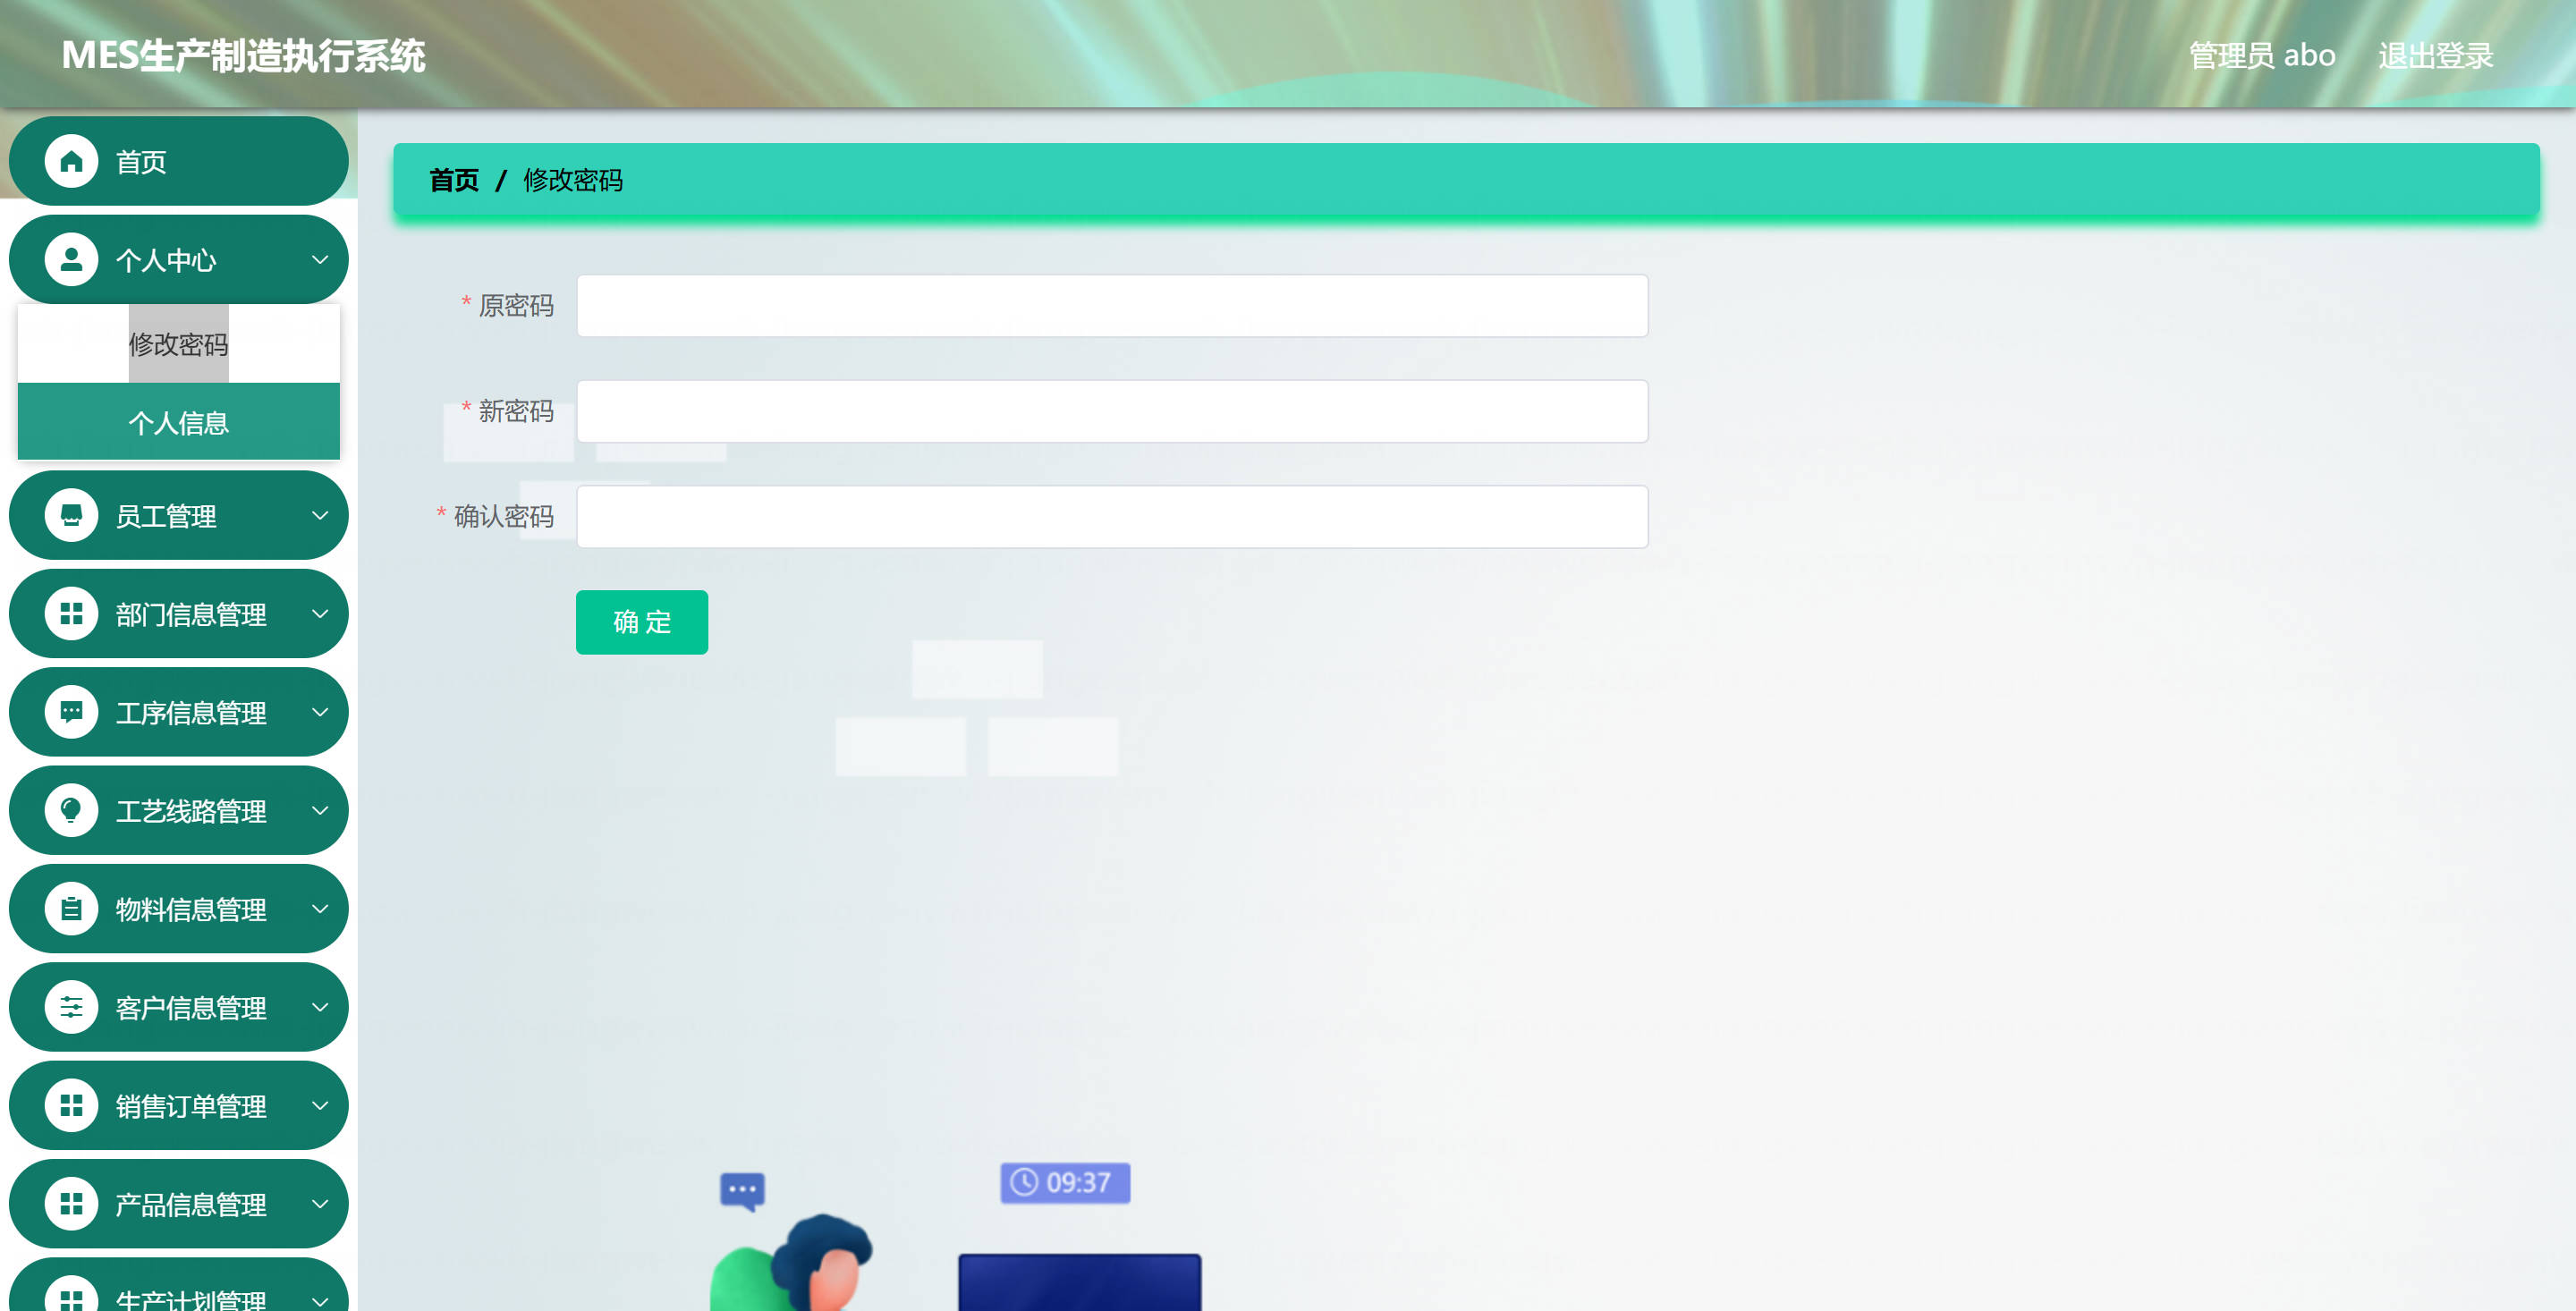 MES生产制造执行系统
管理员 abo 退出登录
首页
个人中心
修改密码
个人信息
员工管理
部门信息管理
工序信息管理
工艺线路管理
物料信息管理
客户信息管理
销售订单管理
产品信息管理
生产计划管理
首页 / 修改密码
* 原密码
* 新密码
* 确认密码
确 定
09:37